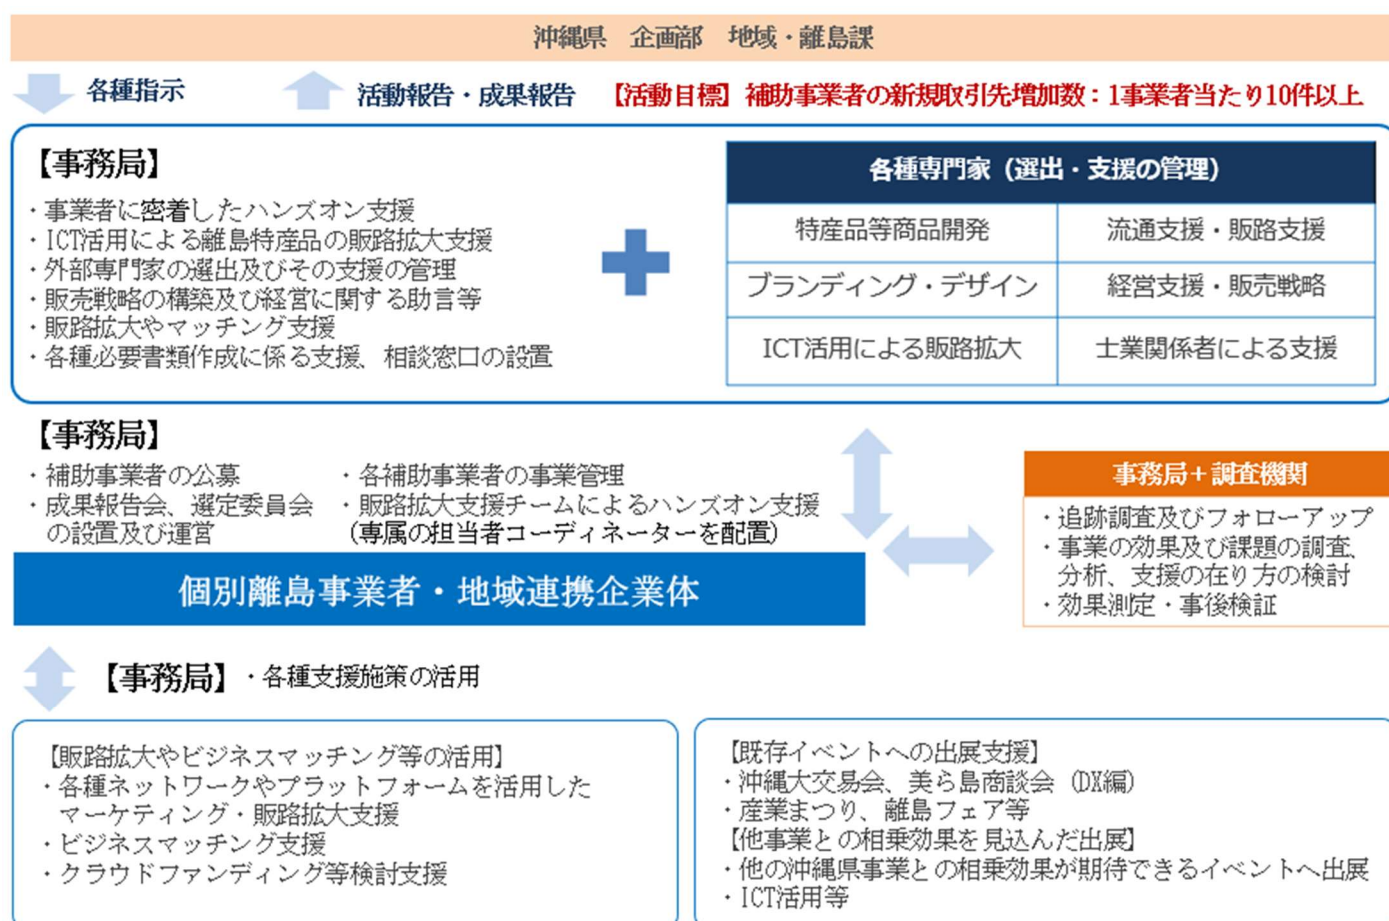 沖縄県　企画部　地域・離島課
各種指示
活動報告・成果報告
【活動目標】補助事業者の新規取引先増加数：1事業者当たり10件以上
【事務局】
・事業者に密着したハンズオン支援
・ICT活用による離島特産品の販路拡大支援
・外部専門家の選出及びその支援の管理
・販売戦略の構築及び経営に関する助言等
・販路拡大やマッチング支援
・各種必要書類作成に係る支援、相談窓口の設置
各種専門家（選出・支援の管理）
特産品等商品開発
流通支援・販路支援
ブランディング・デザイン
経営支援・販売戦略
ICT活用による販路拡大
士業関係者による支援
【事務局】
・補助事業者の公募
・成果報告会、選定委員会
の設置及び運営
・各補助事業者の事業管理
・販路拡大支援チームによるハンズオン支援
（専属の担当者コーディネーターを配置）
事務局＋調査機関
・追跡調査及びフォローアップ
・事業の効果及び課題の調査、
分析、支援の在り方の検討
・効果測定・事後検証
個別離島事業者・地域連携企業体
【事務局】・各種支援施策の活用
【販路拡大やビジネスマッチング等の活用】
・各種ネットワークやプラットフォームを活用した
マーケティング・販路拡大支援
・ビジネスマッチング支援
・クラウドファンディング等検討支援
【既存イベントへの出展支援】
・沖縄大交易会、美ら島商談会（DX編）
・産業まつり、離島フェア等
【他事業との相乗効果を見込んだ出展】
・他の沖縄県事業との相乗効果が期待できるイベントへ出展
・ICT活用等